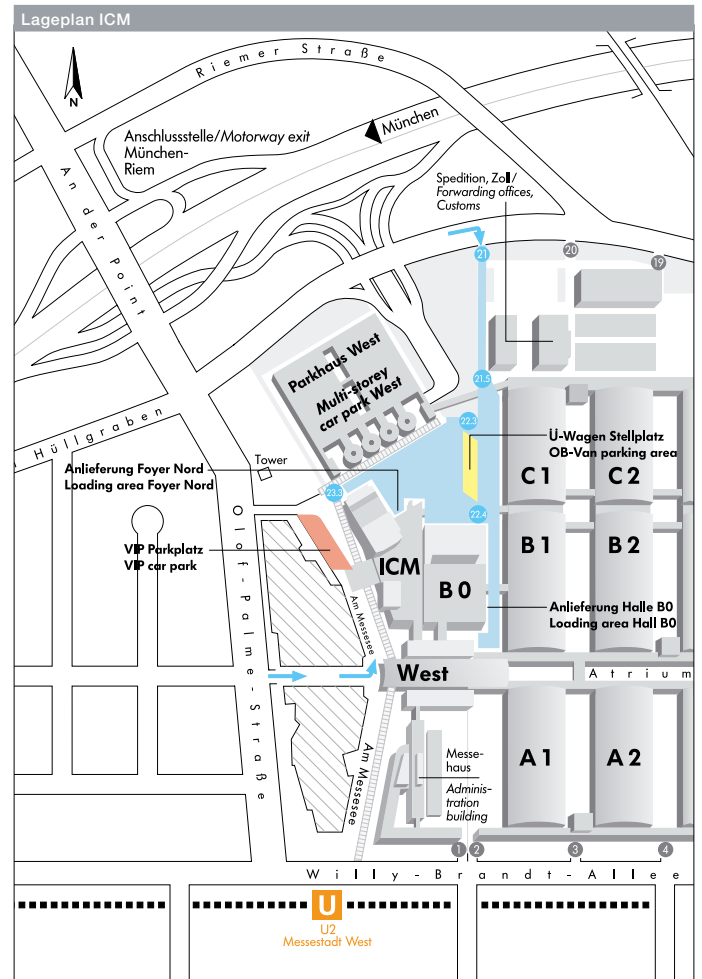 Lageplan ICM
Riemer Straße
N
Anschlussstelle/Motorway exit
München-
Riem
München
An der Point
Spedition, Zoll/
Forwarding offices,
Customs
21
20
19
Parkhaus West
Multi-storey
car park West
21.5
22.3
Hüllgraben
Ü-Wagen Stellplatz
OB-Van parking area
C1
C2
Tower
Anlieferung Foyer Nord
Loading area Foyer Nord
23.3
22.4
Olof-Palme-Straße
VIP Parkplatz
VIP car park
ICM
B0
B1
B2
Am Messesee
Anlieferung Halle B0
Loading area Hall B0
West
Atrium
Am Messesee
Messe-
haus
Adminis-
tration
building
A1
A2
1
2
3
4
Willy-Brandt-Allee
U
U2
Messestadt West